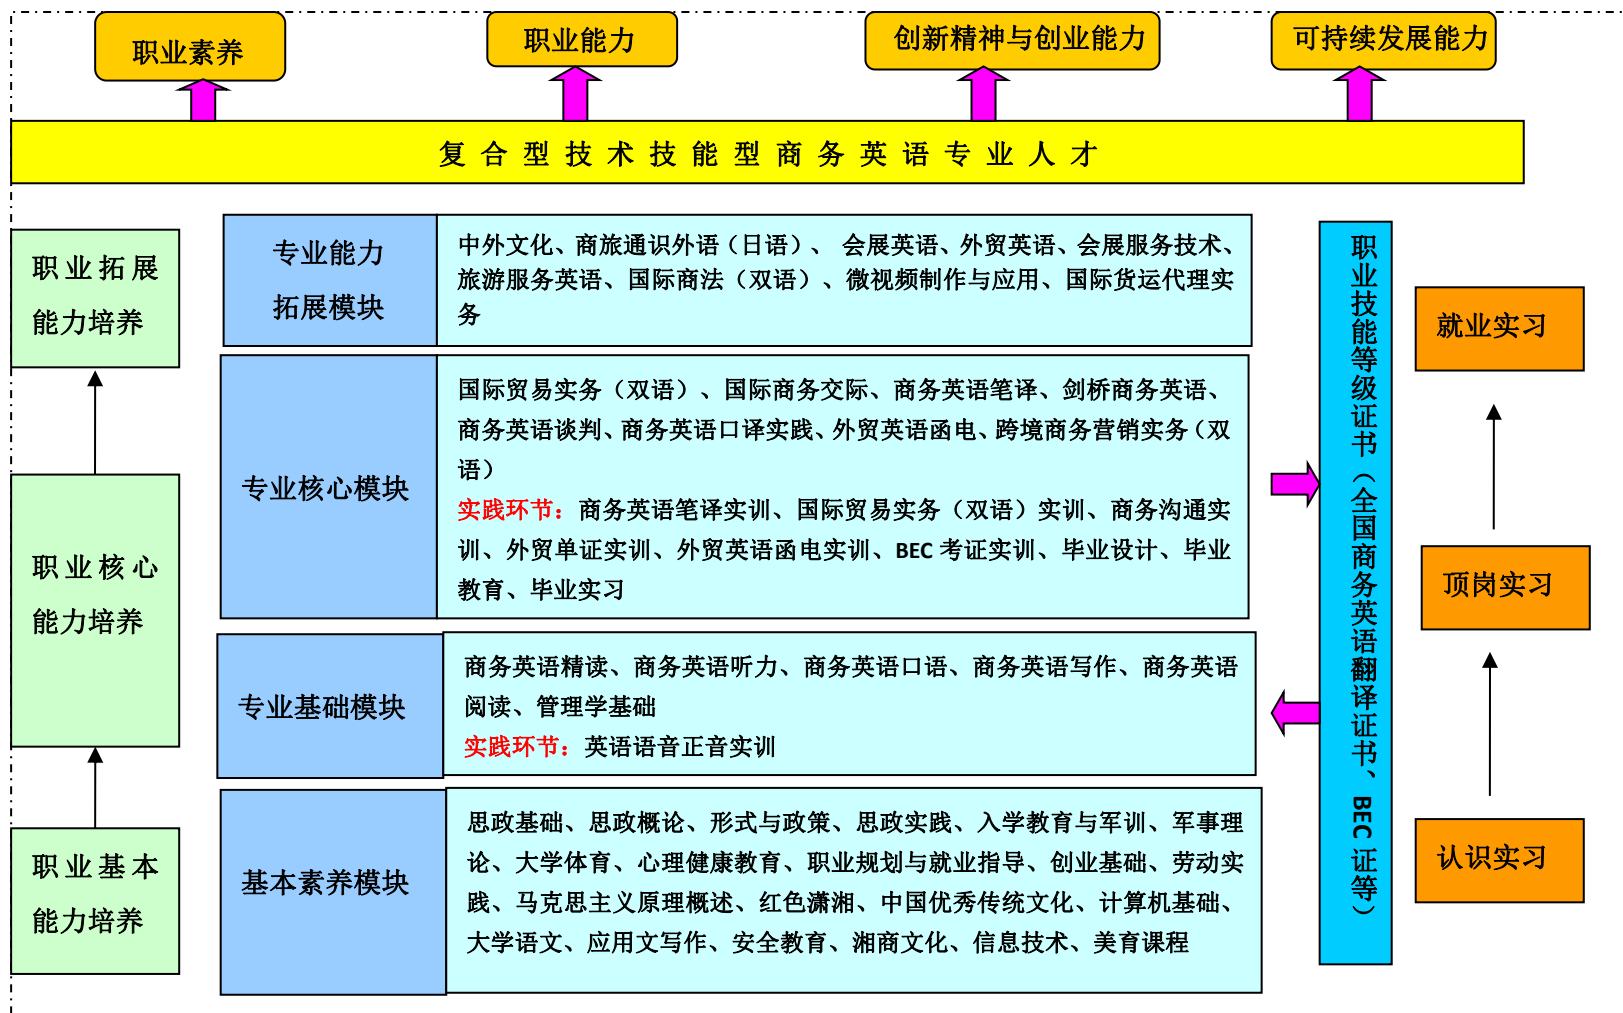 职业素养
职业能力
创新精神与创业能力
可持续发展能力
复合型技术技能型商务英语专业人才
职业拓展
能力培养
职业核心
能力培养
职业基本
能力培养
专业能力
拓展模块
中外文化、商旅通识外语（日语）、 会展英语、外贸英语、会展服务技术、
旅游服务英语、国际商法（双语）、微视频制作与应用、国际货运代理实
务
专业核心模块
国际贸易实务（双语）、国际商务交际、商务英语笔译、剑桥商务英语、
商务英语谈判、商务英语口译实践、外贸英语函电、跨境商务营销实务（双
语）
实践环节：商务英语笔译实训、国际贸易实务（双语）实训、商务沟通实
训、外贸单证实训、外贸英语函电实训、BEC 考证实训、毕业设计、毕业
教育、毕业实习
专业基础模块
商务英语精读、商务英语听力、商务英语口语、商务英语写作、商务英语
阅读、管理学基础
实践环节：英语语音正音实训
基本素养模块
思政基础、思政概论、形式与政策、思政实践、入学教育与军训、军事理
论、大学体育、心理健康教育、职业规划与就业指导、创业基础、劳动实
践、马克思主义原理概述、红色潇湘、中国优秀传统文化、计算机基础、
大学语文、应用文写作、安全教育、湘商文化、信息技术、美育课程
职业技能等级证书（全国商务英语翻译证书、BEC 证等）
就业实习
顶岗实习
认识实习